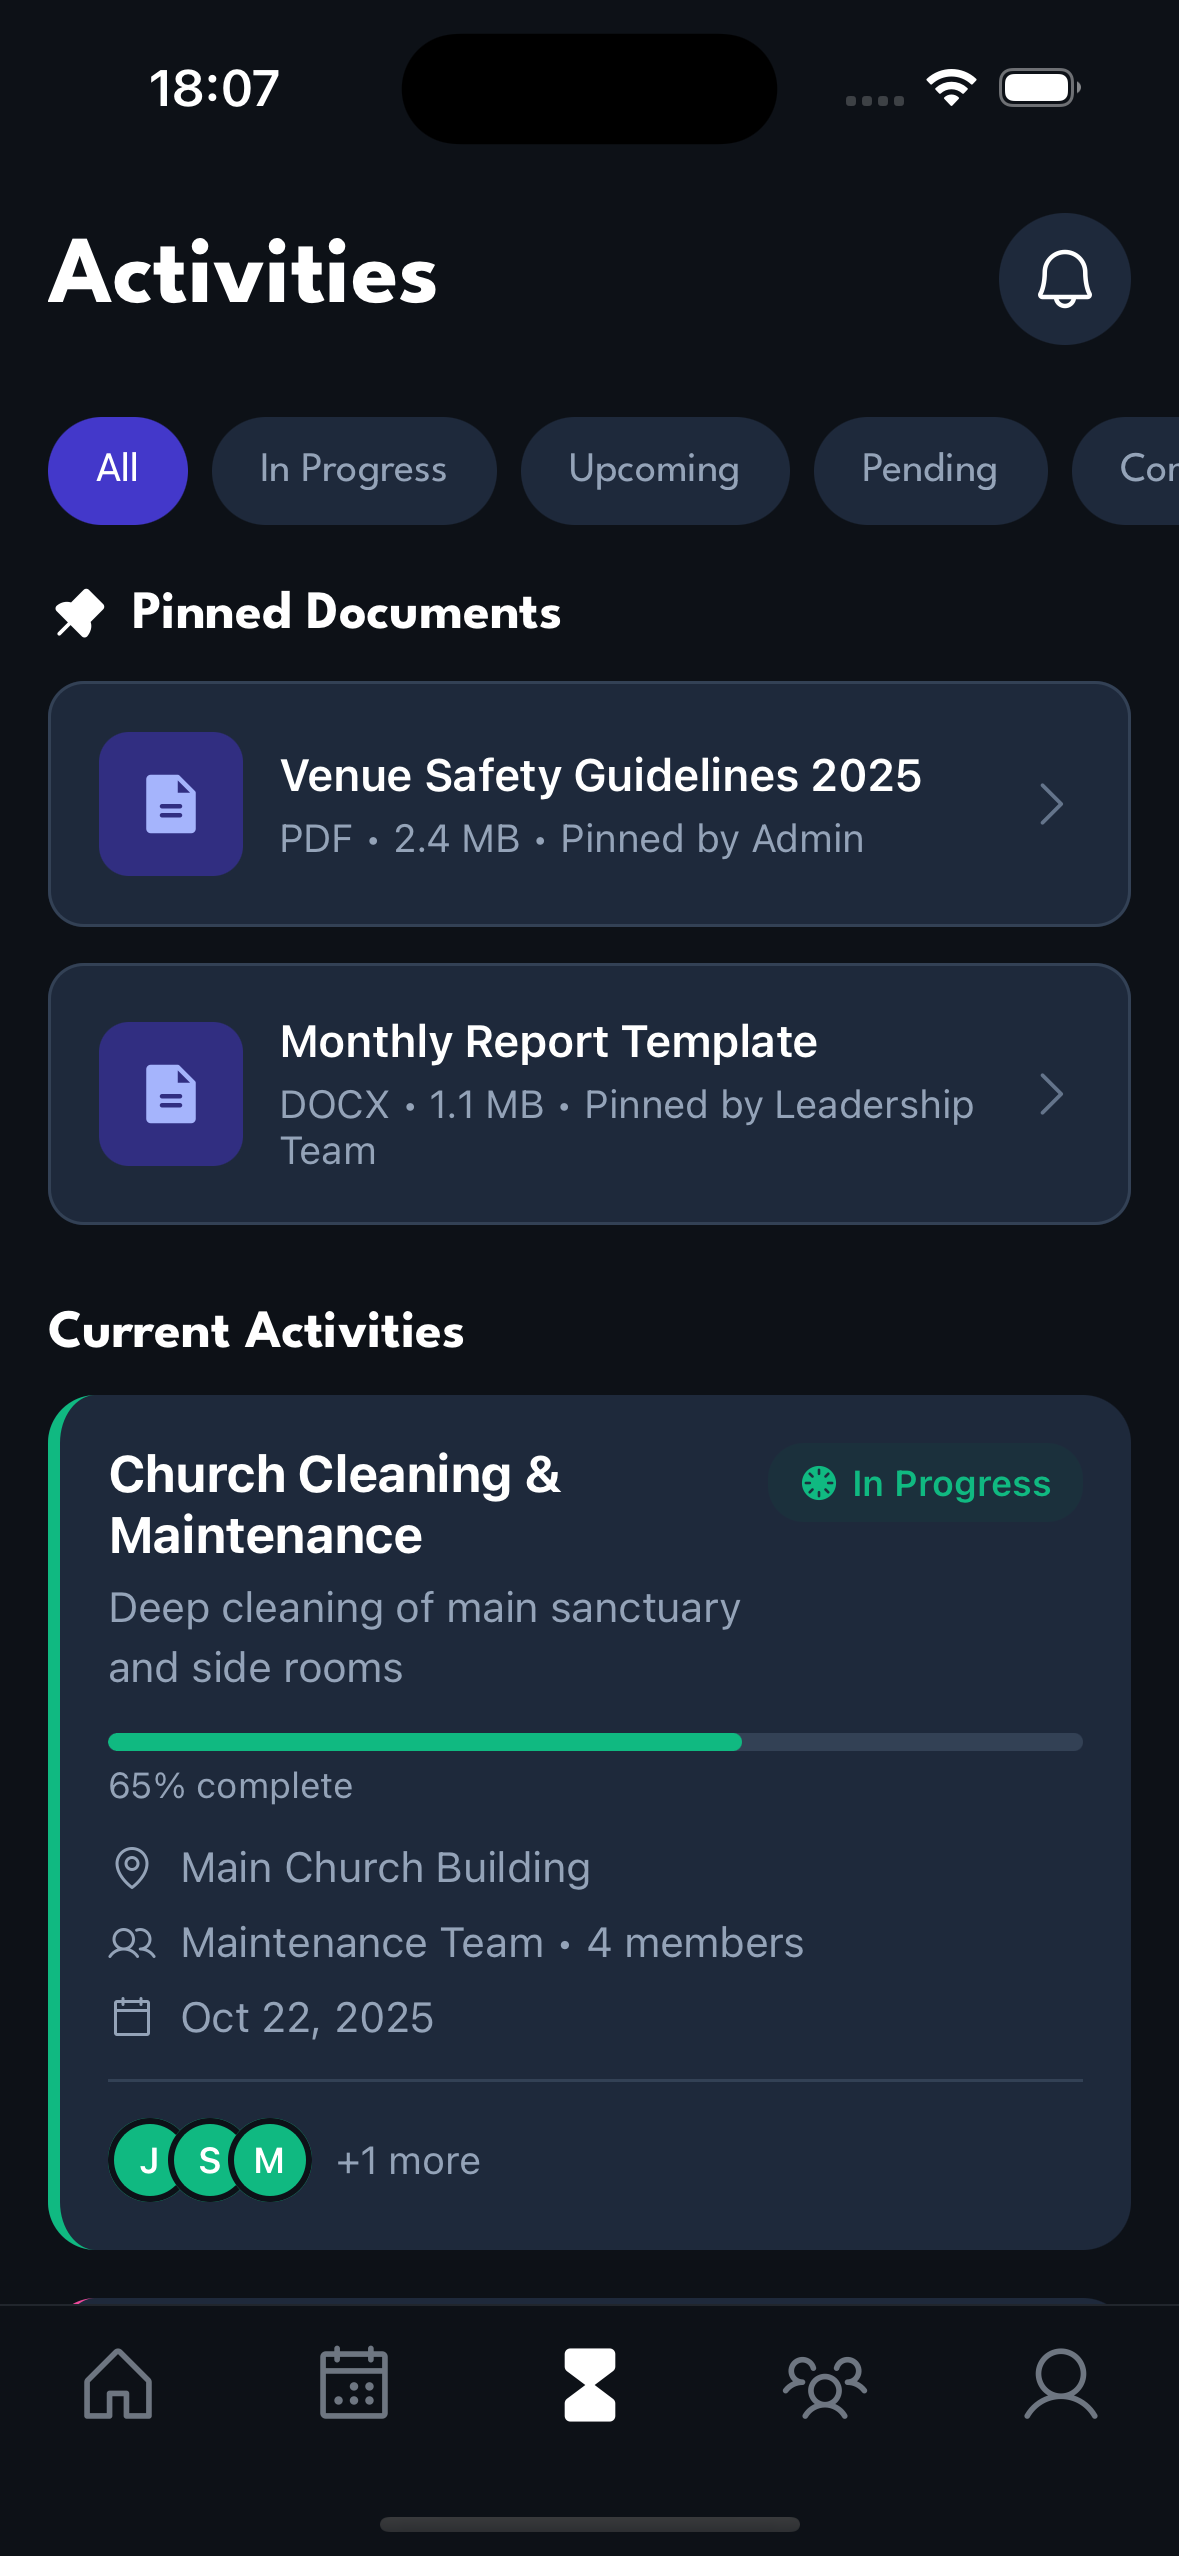 18:07
Activities
All
In Progress
Upcoming
Pending
Pinned Documents
Venue Safety Guidelines 2025
PDF • 2.4 MB • Pinned by Admin
Monthly Report Template
DOCX • 1.1 MB • Pinned by Leadership
Team
Current Activities
Church Cleaning &
Maintenance
In Progress
Deep cleaning of main sanctuary
and side rooms
65% complete
Main Church Building
Maintenance Team • 4 members
Oct 22, 2025
J
S
M
+1 more